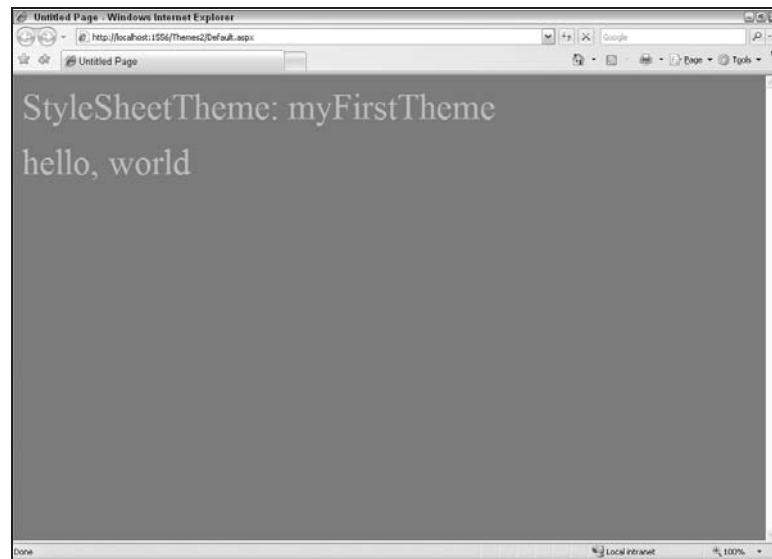 Untitled Page - Windows Internet Explorer
http://localhost:1556/Themes2/Default.aspx
Google
Untitled Page
Page
Tools
StyleSheetTheme: myFirstTheme
hello, world
Done
Local intranet
100%